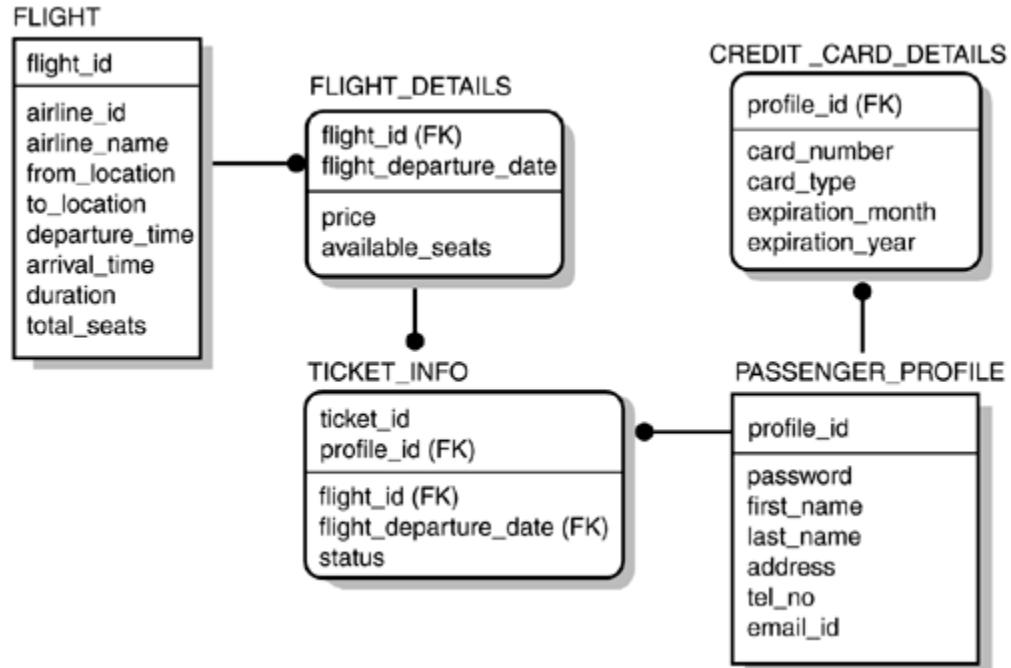 FLIGHT
flight_id
airline_id
airline_name
from_location
to_location
departure_time
arrival_time
duration
total_seats
FLIGHT_DETAILS
flight_id (FK)
flight_departure_date
price
available_seats
CREDIT _CARD_DETAILS
profile_id (FK)
card_number
card_type
expiration_month
expiration_year
TICKET_INFO
ticket_id
profile_id (FK)
flight_id (FK)
flight_departure_date (FK)
status
PASSENGER_PROFILE
profile_id
password
first_name
last_name
address
tel_no
email_id